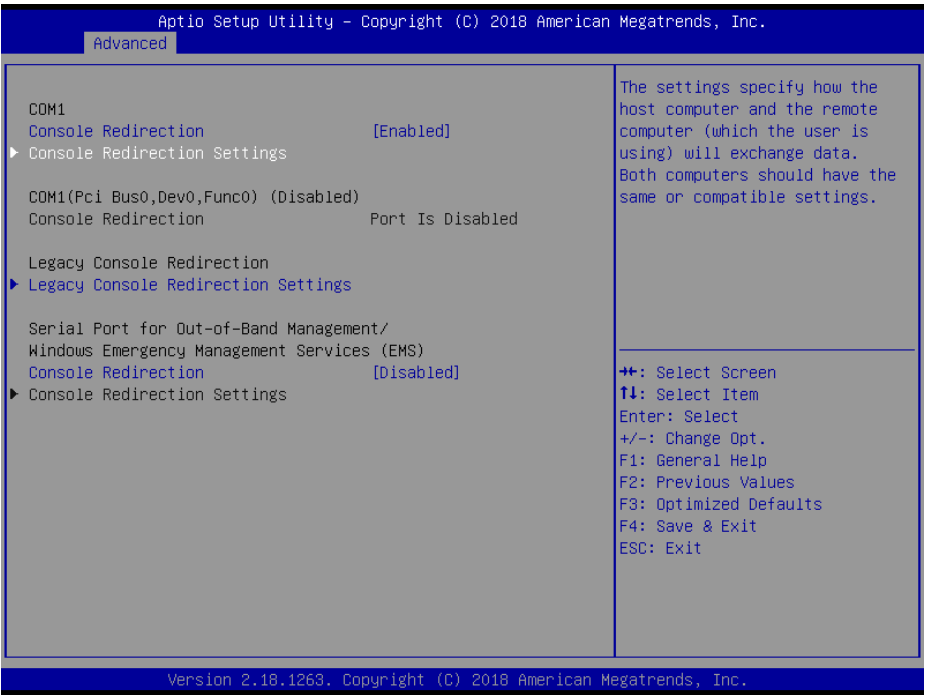 Aptio Setup Utility – Copyright (C) 2018 American Megatrends, Inc.
Advanced
COM1
Console Redirection [Enabled]
▶ Console Redirection Settings
COM1(Pci Bus0,Dev0,Func0) (Disabled)
Console Redirection Port Is Disabled
Legacy Console Redirection
▶ Legacy Console Redirection Settings
Serial Port for Out-of-Band Management/
Windows Emergency Management Services (EMS)
Console Redirection [Disabled]
▶ Console Redirection Settings
The settings specify how the
host computer and the remote
computer (which the user is
using) will exchange data.
Both computers should have the
same or compatible settings.
→←: Select Screen
↑↓: Select Item
Enter: Select
+/-: Change Opt.
F1: General Help
F2: Previous Values
F3: Optimized Defaults
F4: Save & Exit
ESC: Exit
Version 2.18.1263. Copyright (C) 2018 American Megatrends, Inc.